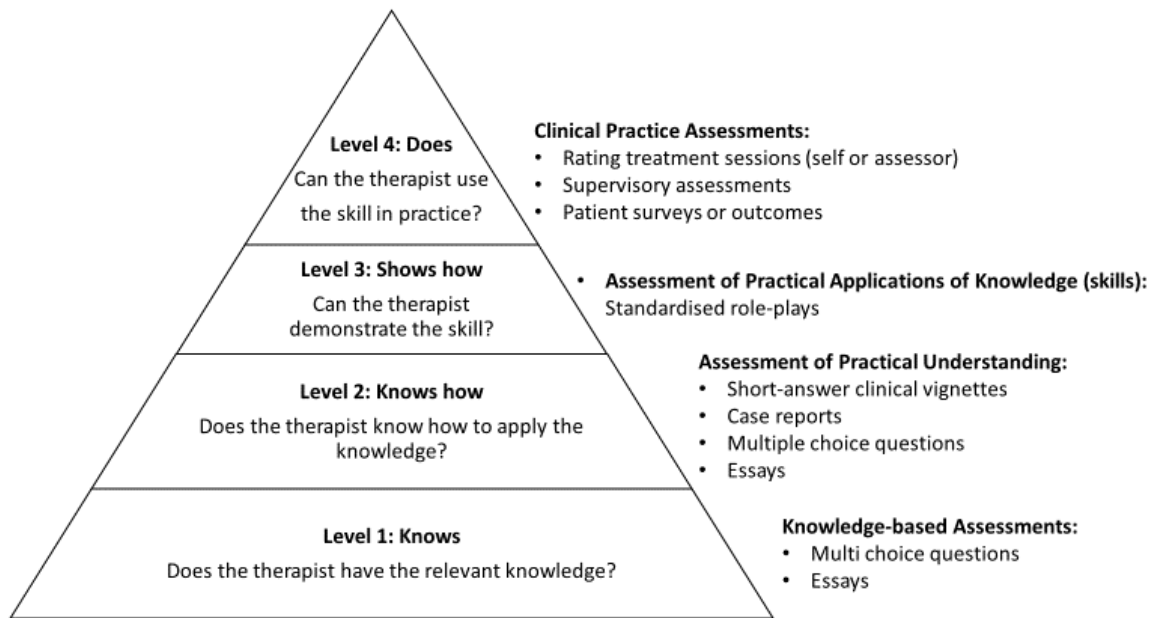 Level 4: Does
Can the therapist use
the skill in practice?
Clinical Practice Assessments:
• Rating treatment sessions (self or assessor)
• Supervisory assessments
• Patient surveys or outcomes
Level 3: Shows how
Can the therapist
demonstrate the skill?
• Assessment of Practical Applications of Knowledge (skills):
Standardised role-plays
Level 2: Knows how
Does the therapist know how to apply the
knowledge?
Assessment of Practical Understanding:
• Short-answer clinical vignettes
• Case reports
• Multiple choice questions
• Essays
Level 1: Knows
Does the therapist have the relevant knowledge?
Knowledge-based Assessments:
• Multi choice questions
• Essays